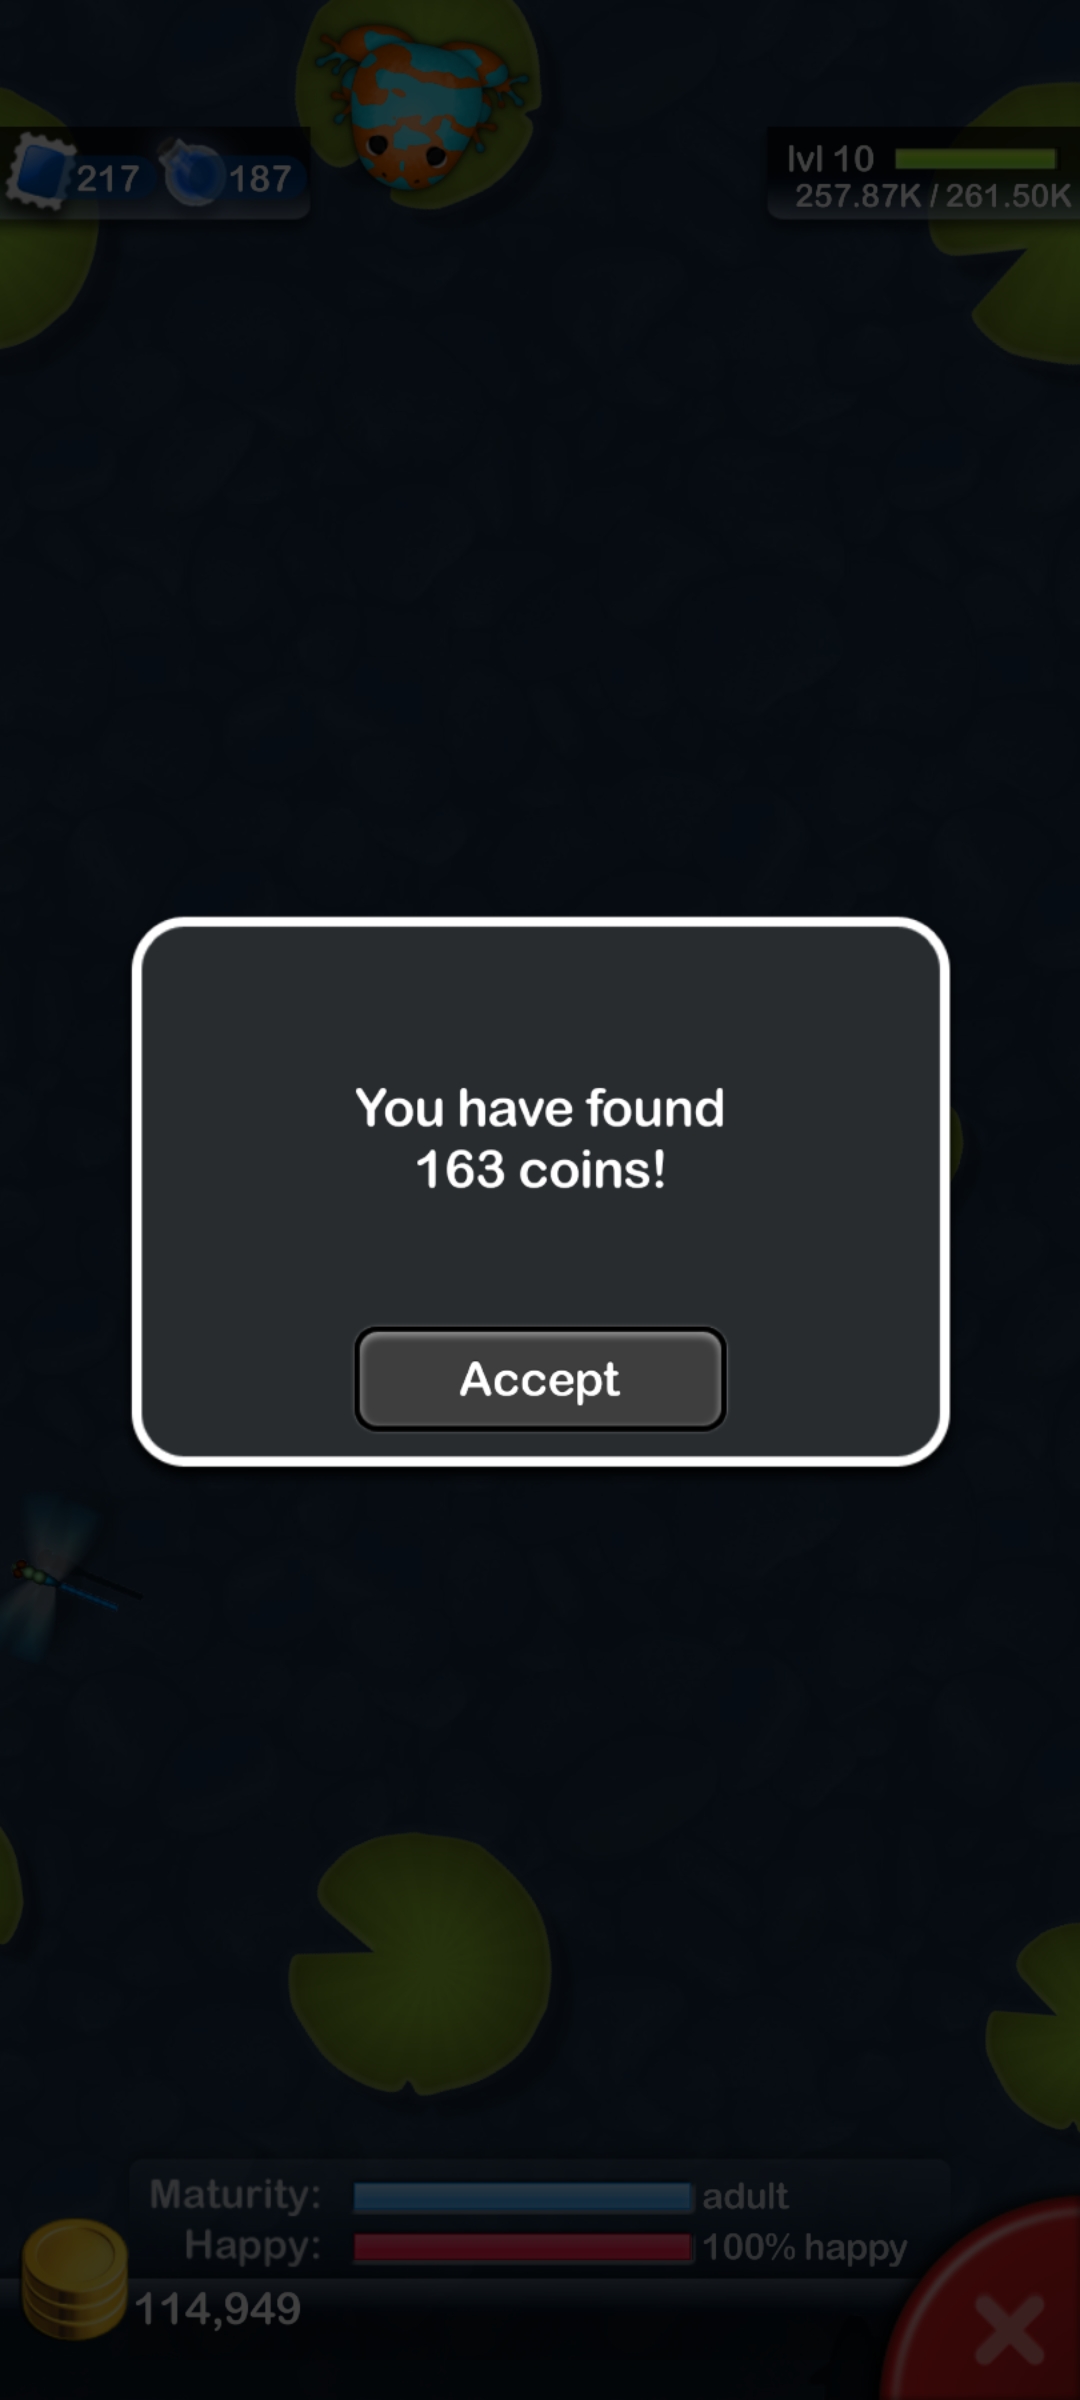 217 187
lvl 10
257.87K / 261.50K
You have found
163 coins!
Accept
Maturity: adult
Happy: 100% happy
114,949